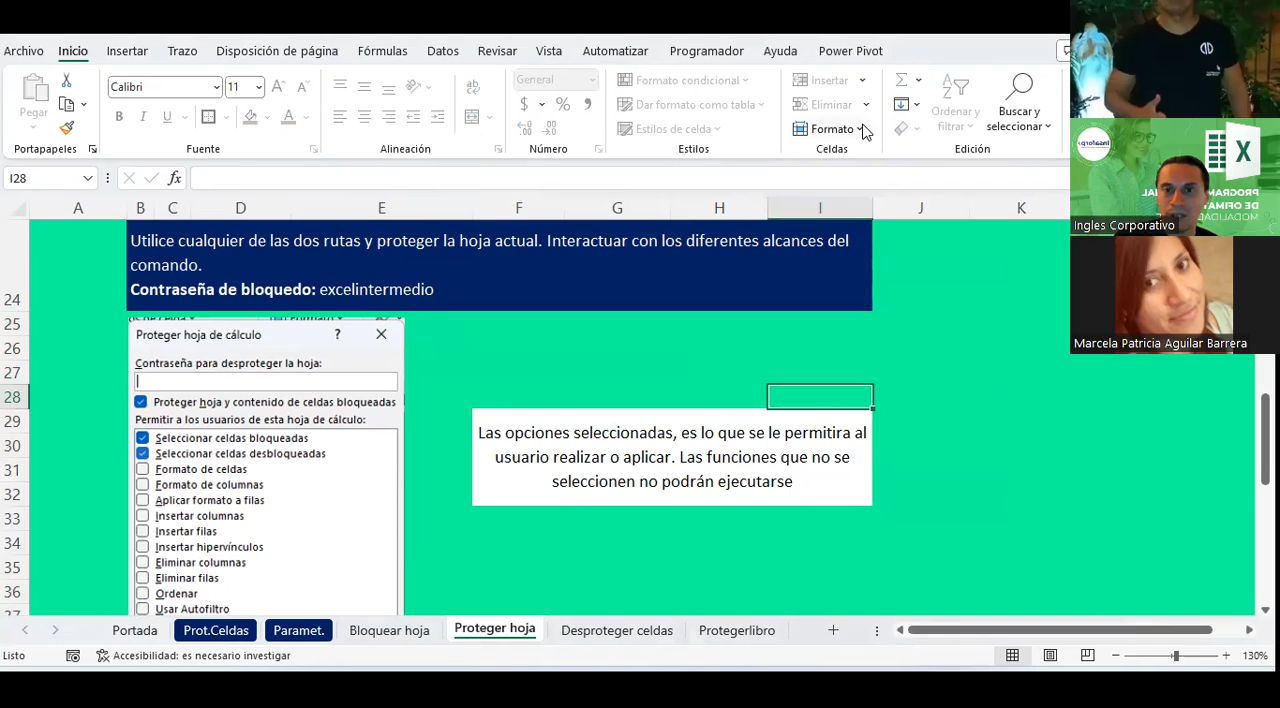 Archivo Inicio Insertar Trazo Disposición de página Fórmulas Datos Revisar Vista Automatizar Programador Ayuda Power Pivot
Pegar
Portapapeles
Calibri 11
N I S
Fuente
Alineación
General
$ % 000
Número
Formato condicional
Dar formato como tabla
Estilos de celda
Estilos
Insertar
Eliminar
Formato
Celdas
Ordenar y filtrar
Buscar y seleccionar
Edición
I28
fx
A B C D E F G H I J K
24
25
26
27
28
29
30
31
32
33
34
35
36
Utilice cualquier de las dos rutas y proteger la hoja actual. Interactuar con los diferentes alcances del
comando.
Contraseña de bloquedo: excelintermedio
Proteger hoja de cálculo ? X
Contraseña para desproteger la hoja:
Proteger hoja y contenido de celdas bloqueadas
Permitir a los usuarios de esta hoja de cálculo:
Seleccionar celdas bloqueadas
Seleccionar celdas desbloqueadas
Formato de celdas
Formato de columnas
Aplicar formato a filas
Insertar columnas
Insertar filas
Insertar hipervínculos
Eliminar columnas
Eliminar filas
Ordenar
Usar Autofiltro
Las opciones seleccionadas, es lo que se le permitira al
usuario realizar o aplicar. Las funciones que no se
seleccionen no podrán ejecutarse
Portada Prot.Celdas Paramet. Bloquear hoja Proteger hoja Desproteger celdas Protegerlibro
Listo Accesibilidad: es necesario investigar 130%
Ingles Corporativo
Marcela Patricia Aguilar Barrera